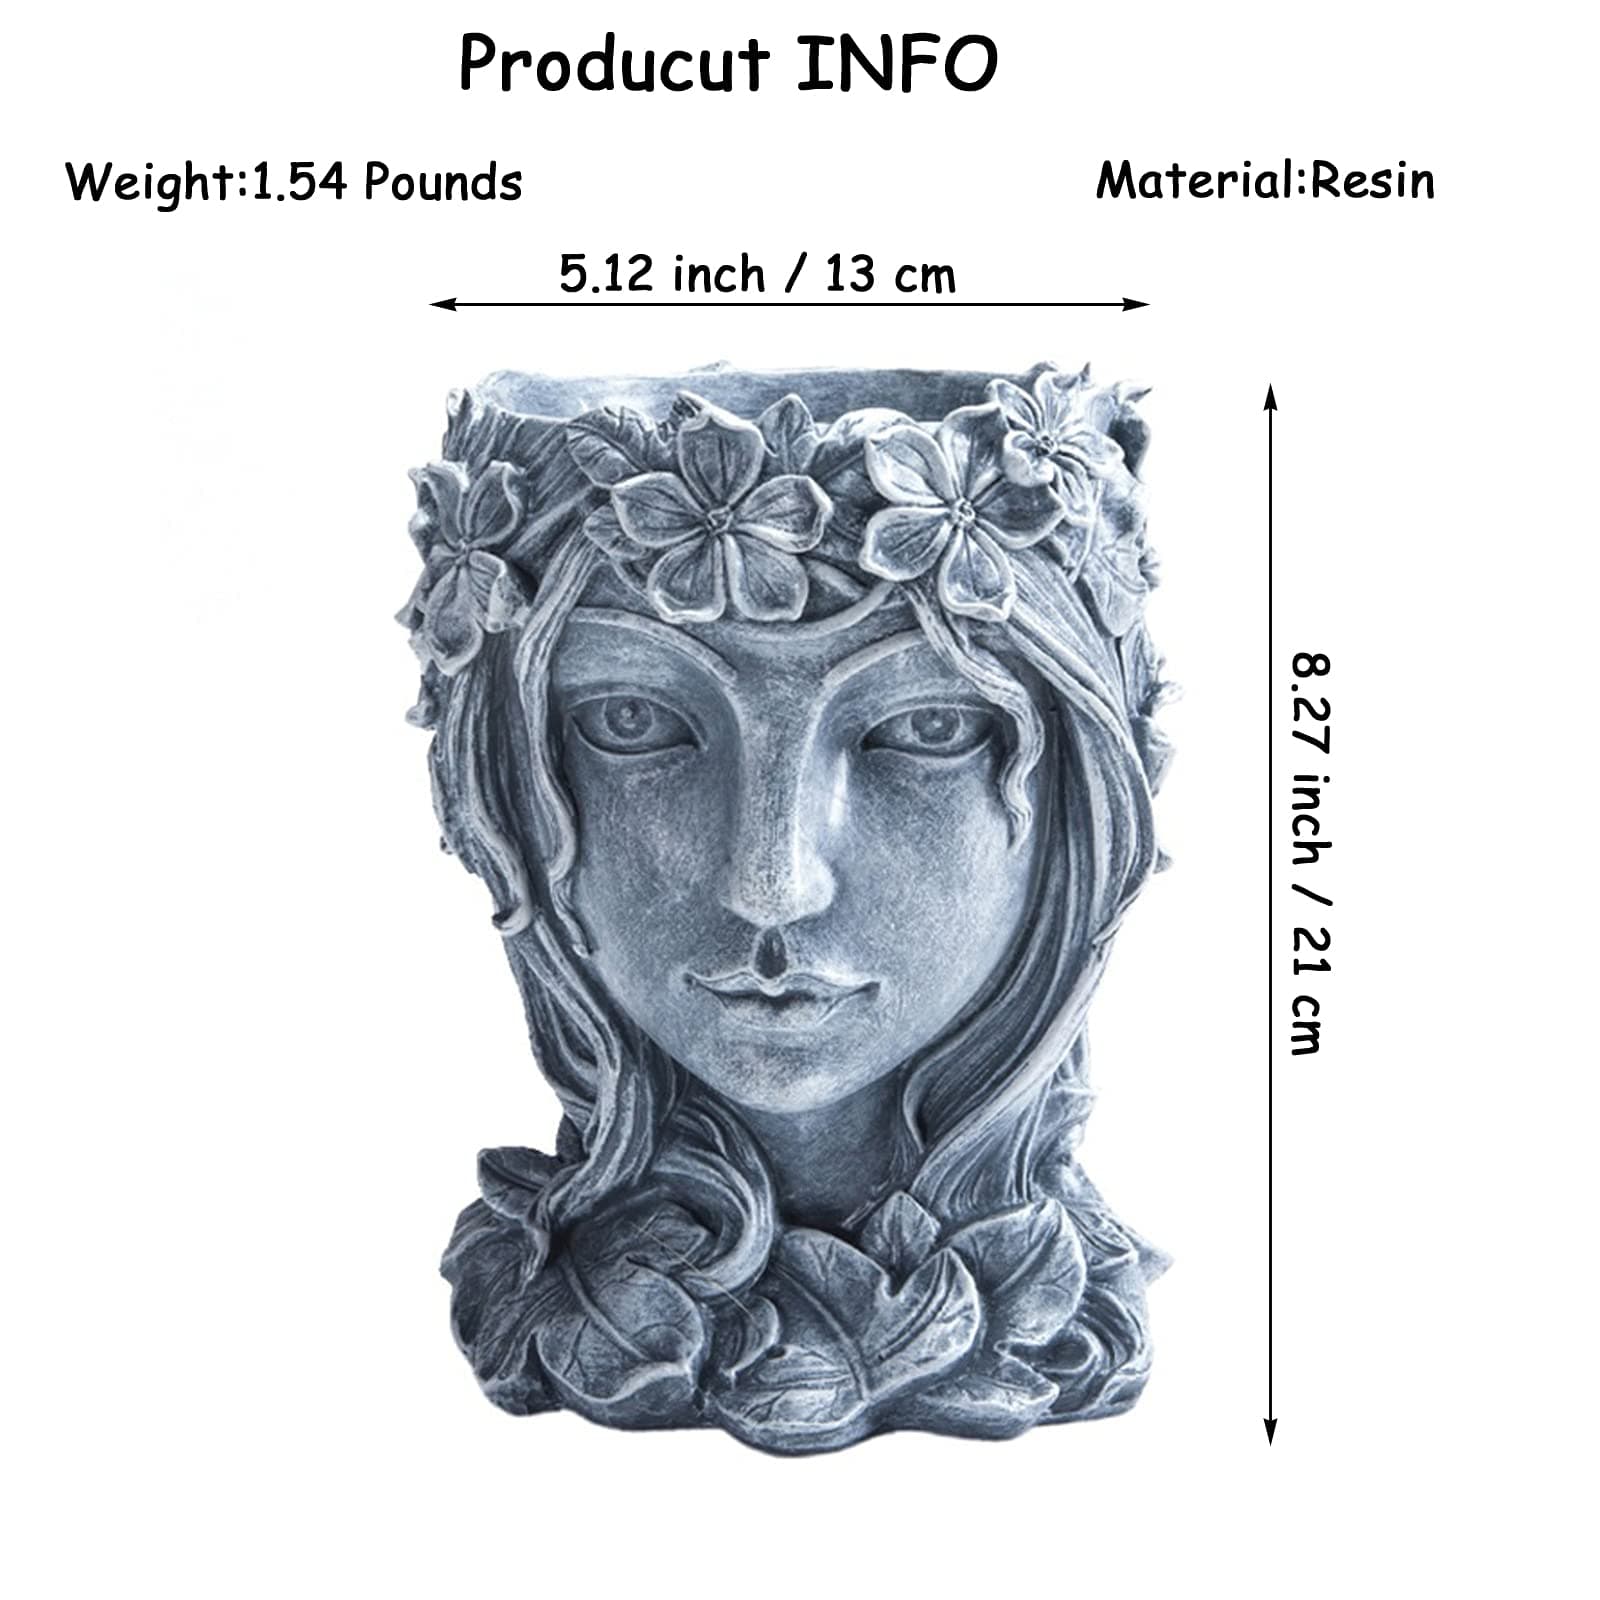 Producut INFO
Weight:1.54 Pounds
Material:Resin
5.12 inch / 13 cm
8.27 inch / 21 cm